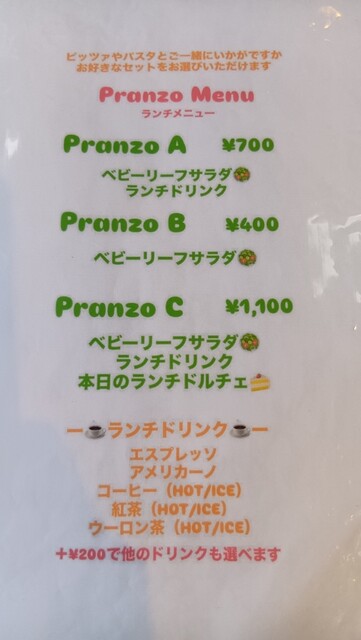 ピッツァやパスタとご一緒にいかがですか
お好きなセットをお選びいただけます
Pranzo Menu
ランチメニュー
Pranzo A ¥700
ベビーリーフサラダ🥗
ランチドリンク
Pranzo B ¥400
ベビーリーフサラダ🥗
Pranzo C ¥1,100
ベビーリーフサラダ🥗
ランチドリンク
本日のランチドルチェ🍰
ー☕ランチドリンク☕ー
エスプレッソ
アメリカーノ
コーヒー（HOT/ICE）
紅茶（HOT/ICE）
ウーロン茶（HOT/ICE）
＋¥200で他のドリンクも選べます